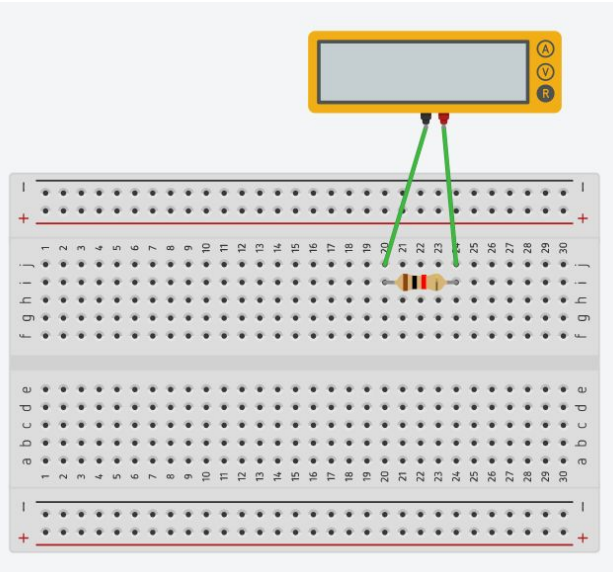 A
V
R
− −
+ +
1 2 3 4 5 6 7 8 9 10 11 12 13 14 15 16 17 18 19 20 21 22 23 24 25 26 27 28 29 30
j j
i i
h h
g g
f f
e e
d d
c c
b b
a a
1 2 3 4 5 6 7 8 9 10 11 12 13 14 15 16 17 18 19 20 21 22 23 24 25 26 27 28 29 30
− −
+ +